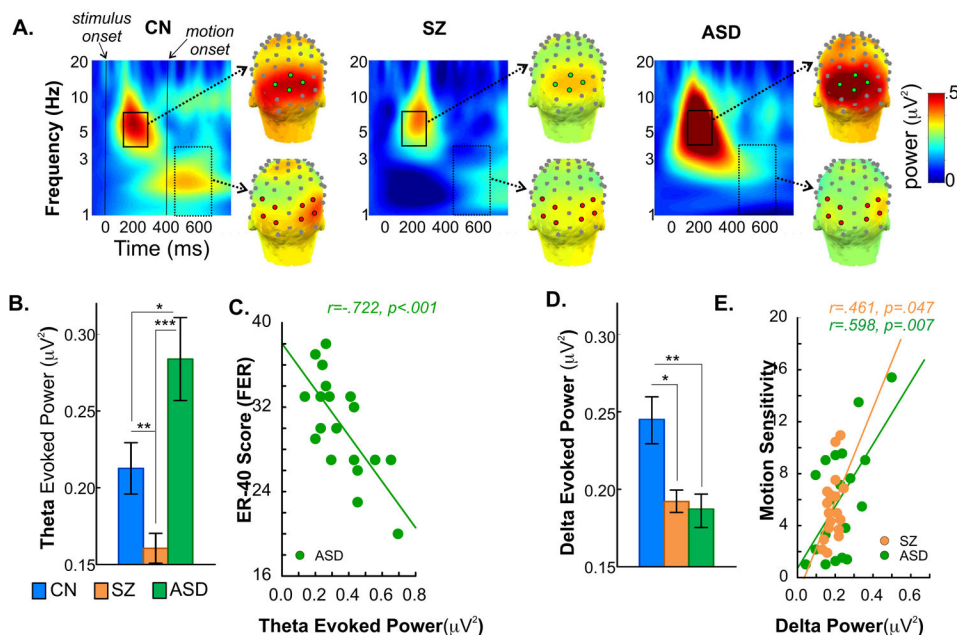 A.
stimulus onset
CN
motion onset
SZ
ASD
Frequency (Hz)
20
10
5
3
1
0 200 400 600
Time (ms)
20
10
5
3
1
0 200 400 600
20
10
5
3
1
0 200 400 600
.5
0
power (μV²)
B.
Theta Evoked Power (μV²)
0.30
0.25
0.20
0.15
*
***
**
CN SZ ASD
C.
r=-.722, p<.001
ER-40 Score (FER)
40
32
24
16
ASD
0.0 0.2 0.4 0.6 0.8
Theta Evoked Power(μV²)
D.
Delta Evoked Power (μV²)
0.30
0.25
0.20
0.15
**
*
E.
r=.461, p=.047
r=.598, p=.007
Motion Sensitivity
20
16
12
8
4
0
SZ
ASD
0.0 0.2 0.4 0.6 0.8
Delta Power(μV²)